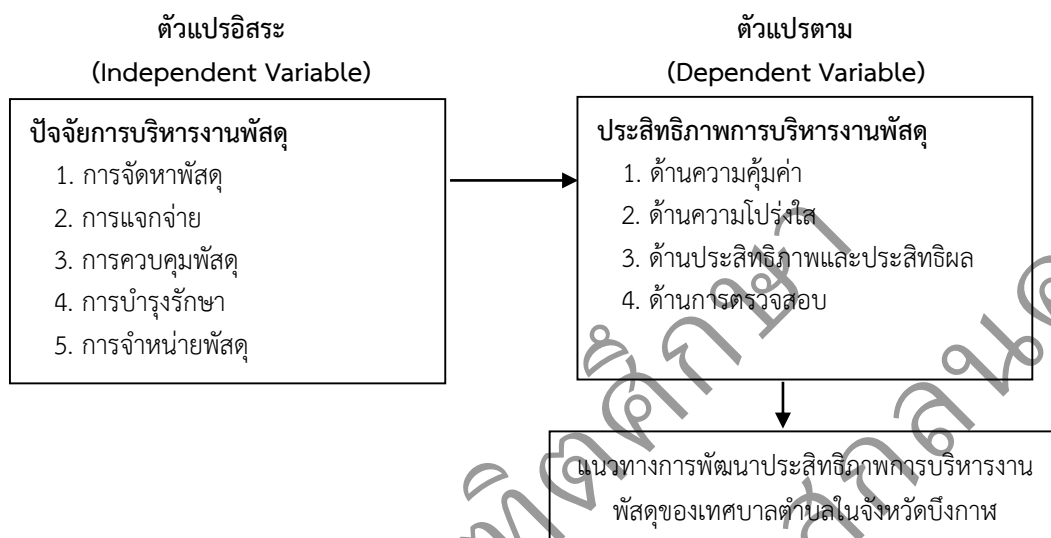 ตัวแปรอิสระ
(Independent Variable)
ปัจจัยการบริหารงานพัสดุ
1. การจัดหาพัสดุ
2. การแจกจ่าย
3. การควบคุมพัสดุ
4. การบำรุงรักษา
5. การจำหน่ายพัสดุ
ตัวแปรตาม
(Dependent Variable)
ประสิทธิภาพการบริหารงานพัสดุ
1. ด้านความคุ้มค่า
2. ด้านความโปร่งใส
3. ด้านประสิทธิภาพและประสิทธิผล
4. ด้านการตรวจสอบ
แนวทางการพัฒนาประสิทธิภาพการบริหารงาน
พัสดุของเทศบาลตำบลในจังหวัดบึงกาฬ